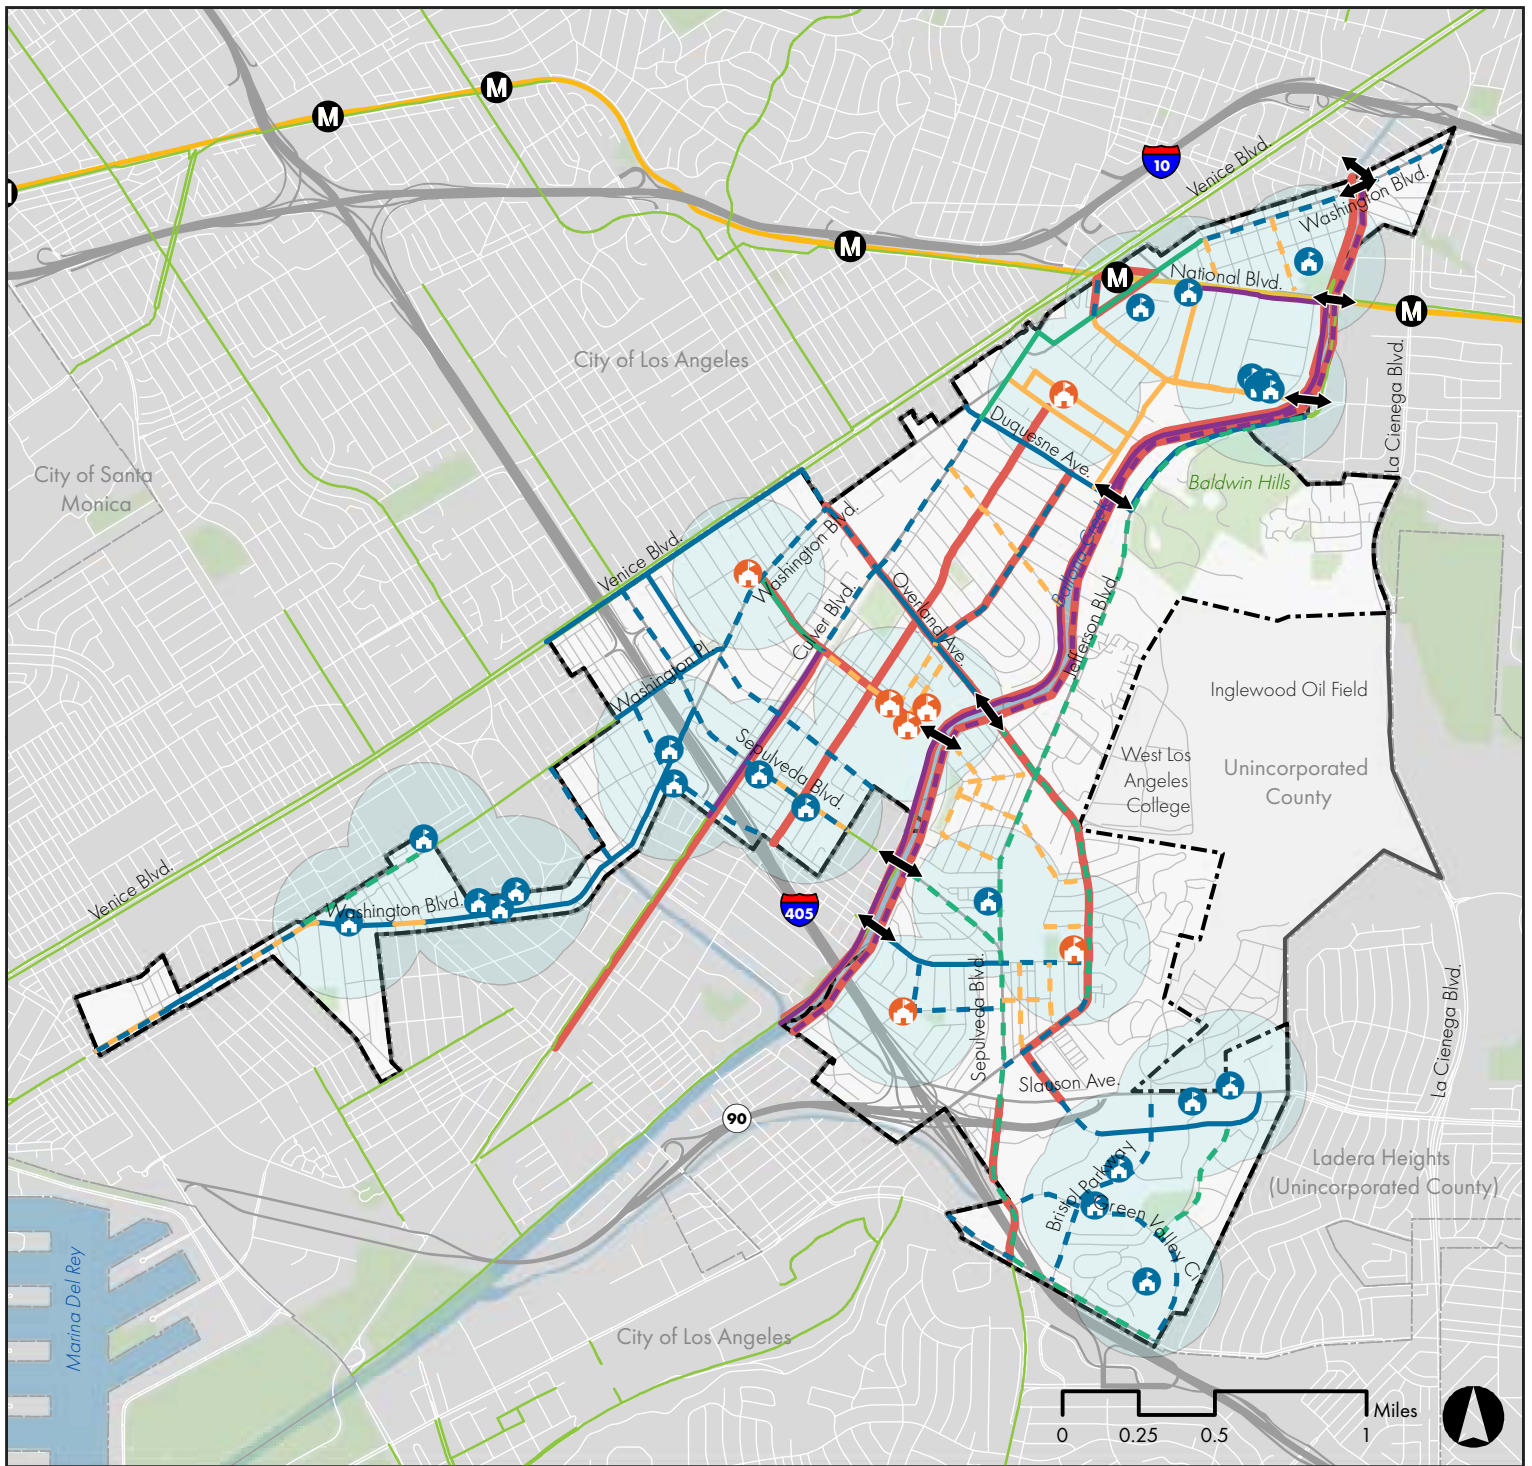 M
M
10
Venice Blvd.
Washington Blvd.
M
M
National Blvd.
M
City of Los Angeles
La Cienega Blvd.
Duquesne Ave.
City of Santa
Monica
Baldwin Hills
Ballona Creek
Venice Blvd.
Washington Blvd.
Culver Blvd.
Overland Ave.
Jefferson Blvd.
Washington Pl.
Inglewood Oil Field
Sepulveda Blvd.
West Los
Angeles
College
Unincorporated
County
Venice Blvd.
Washington Blvd.
405
Sepulveda Blvd.
La Cienega Blvd.
Slauson Ave.
90
Bristol Parkway
Ladera Heights
(Unincorporated County)
Green Valley Ci
Marina Del Rey
City of Los Angeles
Miles
0 0.25 0.5 1